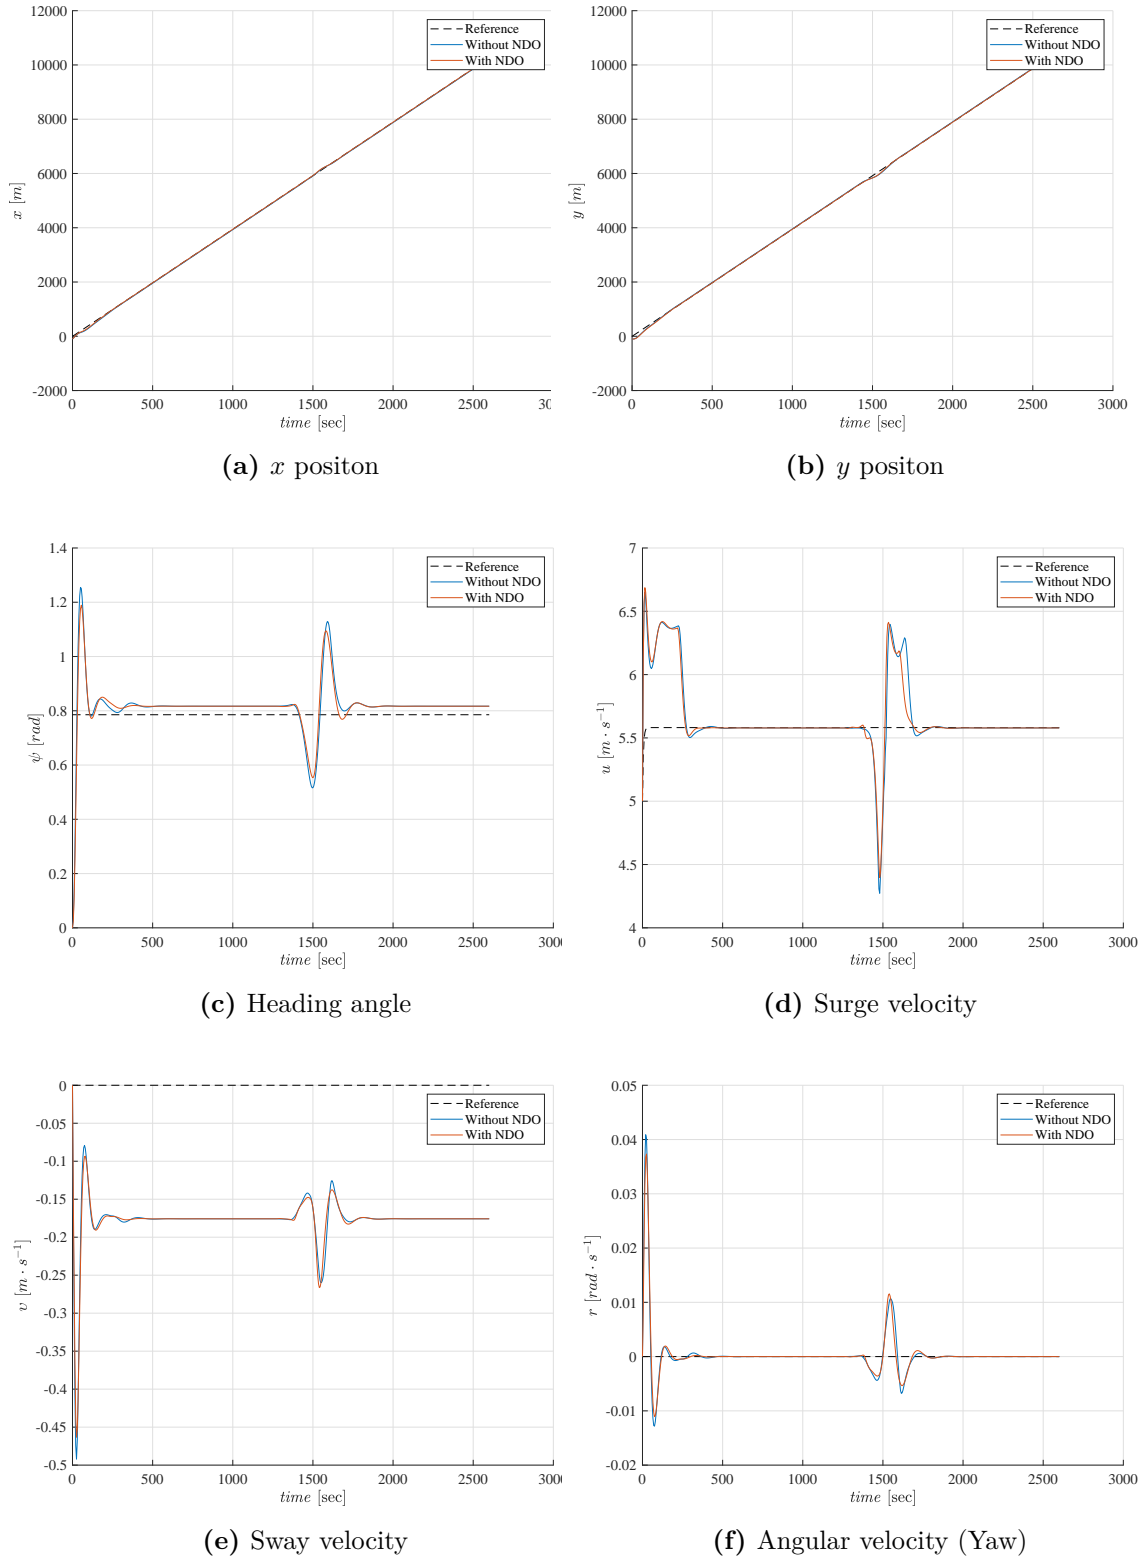 12000
10000
8000
6000
4000
2000
0
-2000
x [m]
0 500 1000 1500 2000 2500 300
time [sec]
Reference
Without NDO
With NDO
(a) x positon
12000
10000
8000
6000
4000
2000
0
-2000
y [m]
0 500 1000 1500 2000 2500 3000
time [sec]
Reference
Without NDO
With NDO
(b) y positon
1.4
1.2
1
0.8
0.6
0.4
0.2
0
ψ [rad]
0 500 1000 1500 2000 2500 3000
time [sec]
Reference
Without NDO
With NDO
(c) Heading angle
7
6.5
6
5.5
5
4.5
4
u [m · s⁻¹]
0 500 1000 1500 2000 2500 3000
time [sec]
Reference
Without NDO
With NDO
(d) Surge velocity
0
-0.05
-0.1
-0.15
-0.2
-0.25
-0.3
-0.35
-0.4
-0.45
-0.5
v [m · s⁻¹]
0 500 1000 1500 2000 2500 3000
time [sec]
Reference
Without NDO
With NDO
(e) Sway velocity
0.05
0.04
0.03
0.02
0.01
0
-0.01
-0.02
r [rad · s⁻¹]
0 500 1000 1500 2000 2500 3000
time [sec]
Reference
Without NDO
With NDO
(f) Angular velocity (Yaw)